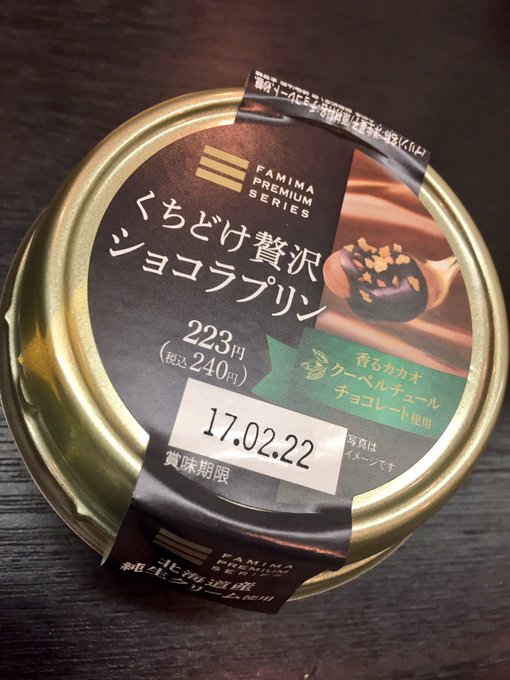 FAMIMA
PREMIUM
SERIES
くちどけ贅沢
ショコラプリン
223円
(税込240円)
香るカカオ
クーベルチュール
チョコレート使用
17.02.22
写真は
イメージです
賞味期限
FAMIMA
PREMIUM
SERIES
北海道産
純生クリーム使用